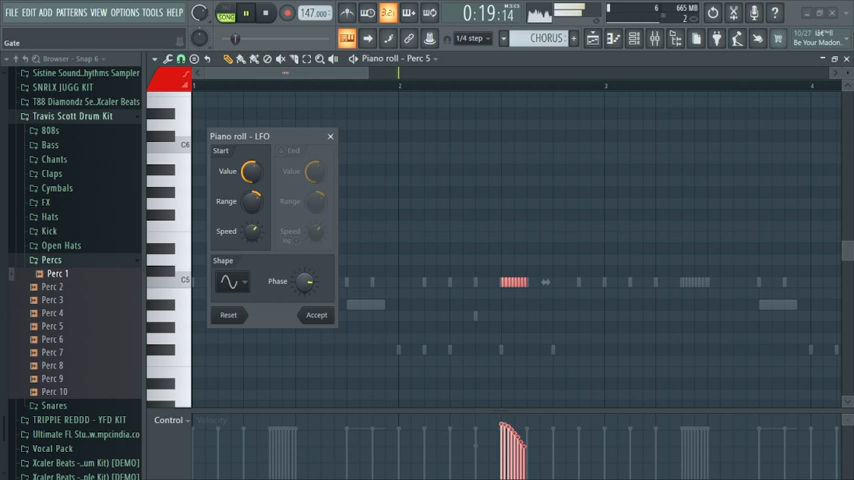 FILE EDIT ADD PATTERNS VIEW OPTIONS TOOLS HELP
PAT
SONG
147.000
3.2
0:19:14
M:S:CS
6
665 MB
2
Gate
1/4 step
CHORUS
10/27
Be Your Madon..
Browser - Snap 6
Piano roll - Perc 5
Sistine Sound...hythms Sampler
SNRLX JUGG KIT
T88 Diamondz Se...Xcaler Beats
Travis Scott Drum Kit
808s
Bass
Chants
Claps
Cymbals
FX
Hats
Kick
Open Hats
Percs
Perc 1
Perc 2
Perc 3
Perc 4
Perc 5
Perc 6
Perc 7
Perc 8
Perc 9
Perc 10
Snares
TRIPPIE REDDD - YFD KIT
Ultimate FL Stu...w.mpcindia.co
Vocal Pack
Xcaler Beats -...um Kit) [DEMO]
Xcaler Beats -...ple Kit) [DEMO]
1
2
3
4
C6
C5
Piano roll - LFO
Start
End
Value
Value
Range
Range
Speed
Speed
Shape
Phase
Reset
Accept
Control
Velocity